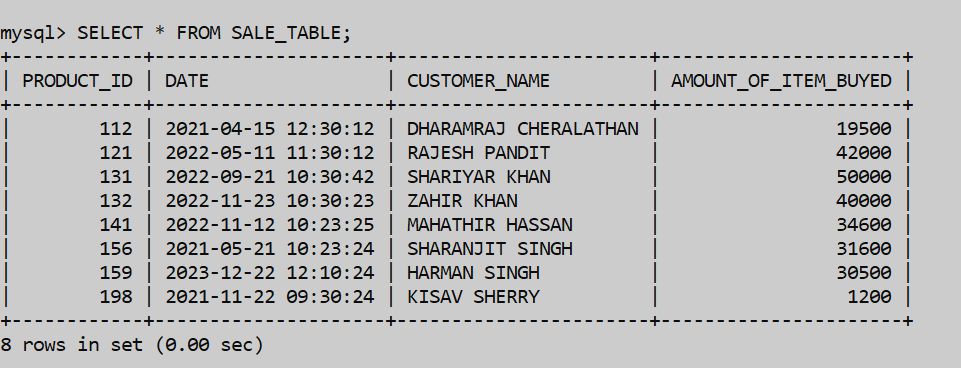 mysql> SELECT * FROM SALE_TABLE;
+------------+---------------------+-----------------------+----------------------+
| PRODUCT_ID | DATE                | CUSTOMER_NAME         | AMOUNT_OF_ITEM_BUYED |
+------------+---------------------+-----------------------+----------------------+
|        112 | 2021-04-15 12:30:12 | DHARAMRAJ CHERALATHAN |                19500 |
|        121 | 2022-05-11 11:30:12 | RAJESH PANDIT         |                42000 |
|        131 | 2022-09-21 10:30:42 | SHARIYAR KHAN         |                50000 |
|        132 | 2022-11-23 10:30:23 | ZAHIR KHAN            |                40000 |
|        141 | 2022-11-12 10:23:25 | MAHATHIR HASSAN       |                34600 |
|        156 | 2021-05-21 10:23:24 | SHARANJIT SINGH       |                31600 |
|        159 | 2023-12-22 12:10:24 | HARMAN SINGH          |                30500 |
|        198 | 2021-11-22 09:30:24 | KISAV SHERRY          |                 1200 |
+------------+---------------------+-----------------------+----------------------+
8 rows in set (0.00 sec)